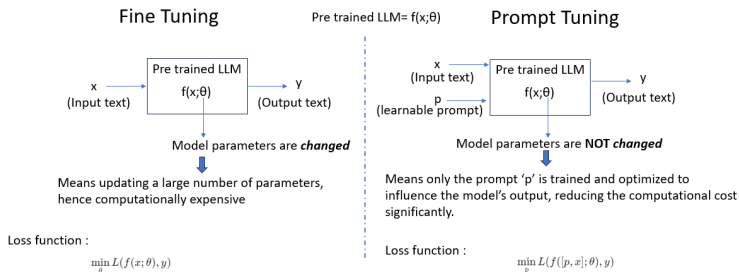 Fine Tuning
Pre trained LLM= f(x;θ)
Prompt Tuning
x
(Input text)
Pre trained LLM
f(x;θ)
y
(Output text)
Model parameters are changed
Means updating a large number of parameters,
hence computationally expensive
Loss function :
min L(f(x; θ), y)
θ
x
(Input text)
p
(learnable prompt)
Pre trained LLM
f(x;θ)
y
(Output text)
Model parameters are NOT changed
Means only the prompt ‘p’ is trained and optimized to
influence the model’s output, reducing the computational cost
significantly.
Loss function :
min L(f([p, x]; θ), y)
p